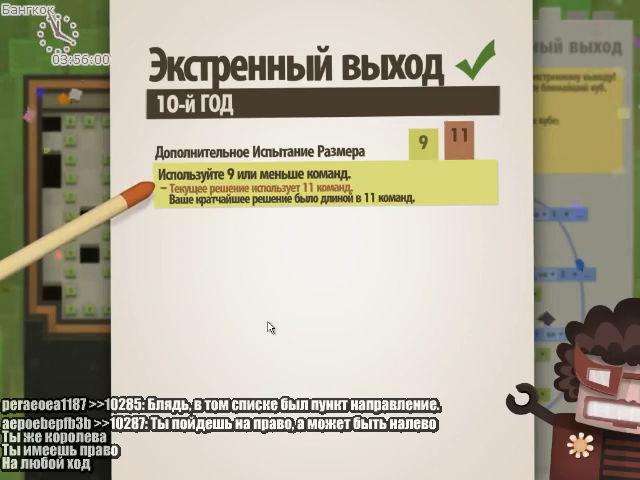 Бангкок
03:56:00
Экстренный выход
10-й ГОД
Дополнительное Испытание Размера
9
11
Используйте 9 или меньше команд.
– Текущее решение использует 11 команд.
Ваше кратчайшее решение было длиной в 11 команд.
ный выход
peraeoea1187 >>10285: Блядь, в том списке был пункт направление.
aepoebepfb3b >>10287: Ты пойдешь на право, а может быть налево
Ты же королева
Ты имеешь право
На любой ход